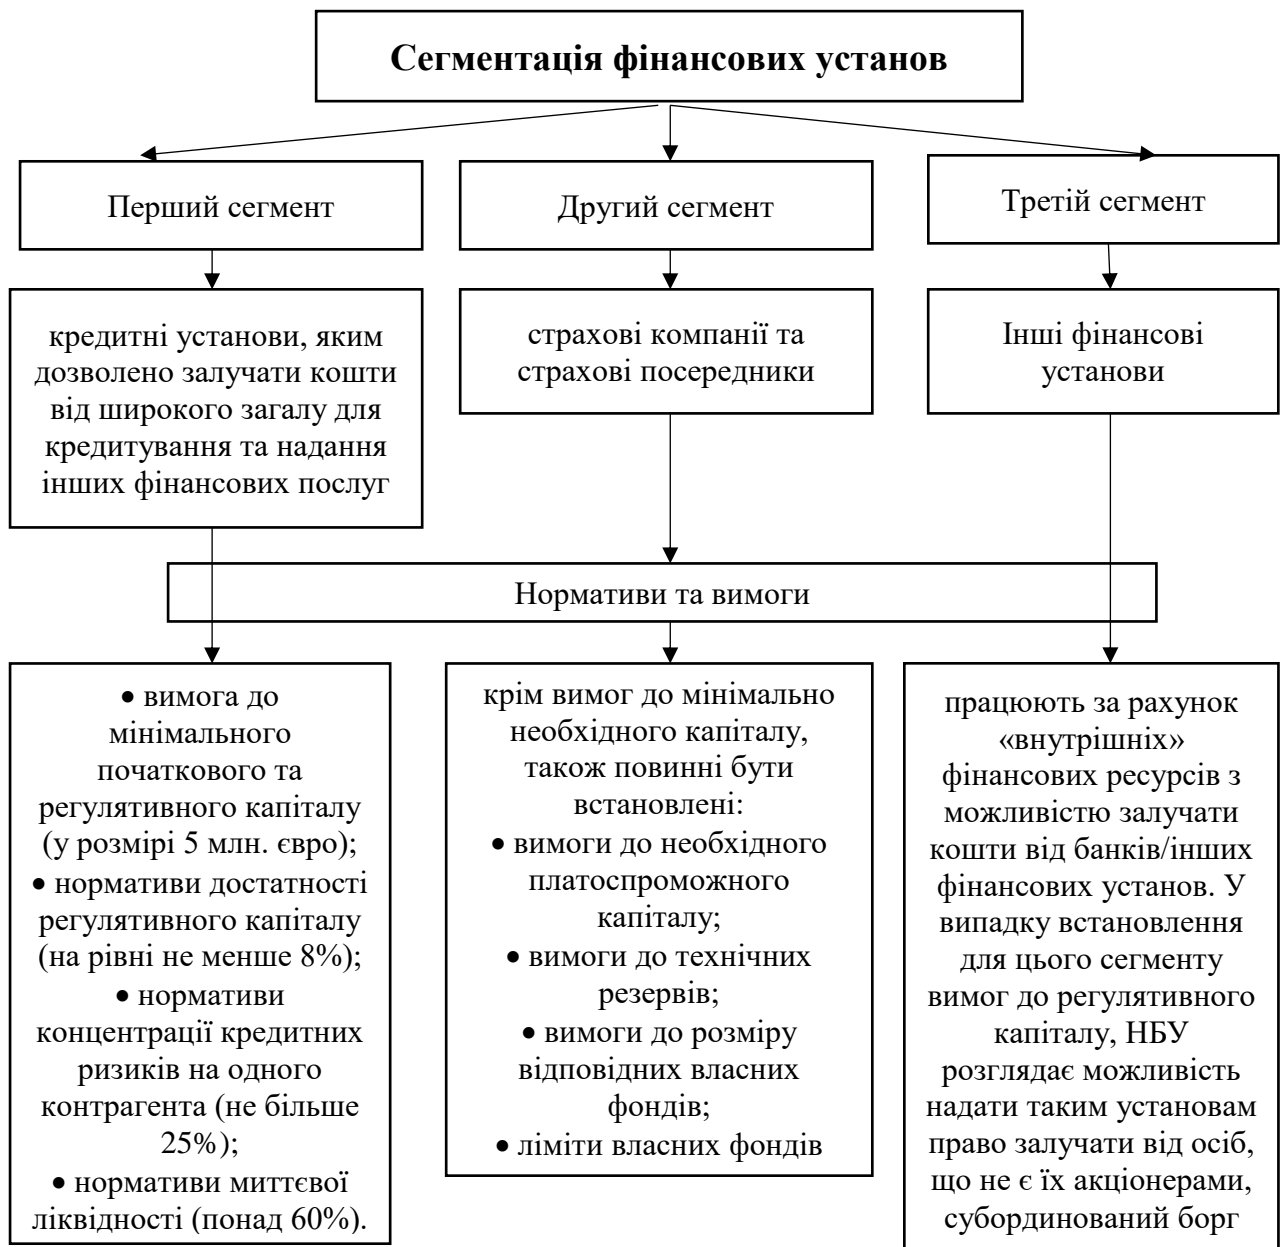 Сегментація фінансових установ
Перший сегмент
Другий сегмент
Третій сегмент
кредитні установи, яким
дозволено залучати кошти
від широкого загалу для
кредитування та надання
інших фінансових послуг
страхові компанії та
страхові посередники
Інші фінансові
установи
Нормативи та вимоги
• вимога до
мінімального
початкового та
регулятивного капіталу
(у розмірі 5 млн. євро);
• нормативи достатності
регулятивного капіталу
(на рівні не менше 8%);
• нормативи
концентрації кредитних
ризиків на одного
контрагента (не більше
25%);
• нормативи миттєвої
ліквідності (понад 60%).
крім вимог до мінімально
необхідного капіталу,
також повинні бути
встановлені:
• вимоги до необхідного
платоспроможного
капіталу;
• вимоги до технічних
резервів;
• вимоги до розміру
відповідних власних
фондів;
• ліміти власних фондів
працюють за рахунок
«внутрішніх»
фінансових ресурсів з
можливістю залучати
кошти від банків/інших
фінансових установ. У
випадку встановлення
для цього сегменту
вимог до регулятивного
капіталу, НБУ
розглядає можливість
надати таким установам
право залучати від осіб,
що не є їх акціонерами,
субординований борг